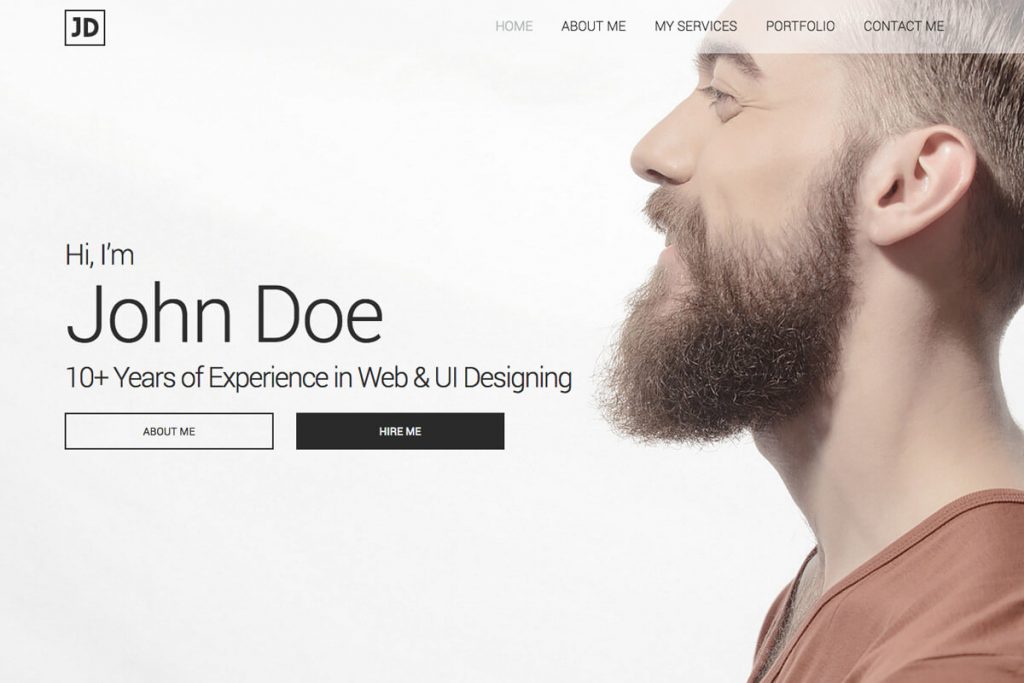 JD
HOME ABOUT ME MY SERVICES PORTFOLIO CONTACT ME
Hi, I’m
John Doe
10+ Years of Experience in Web & UI Designing
ABOUT ME HIRE ME